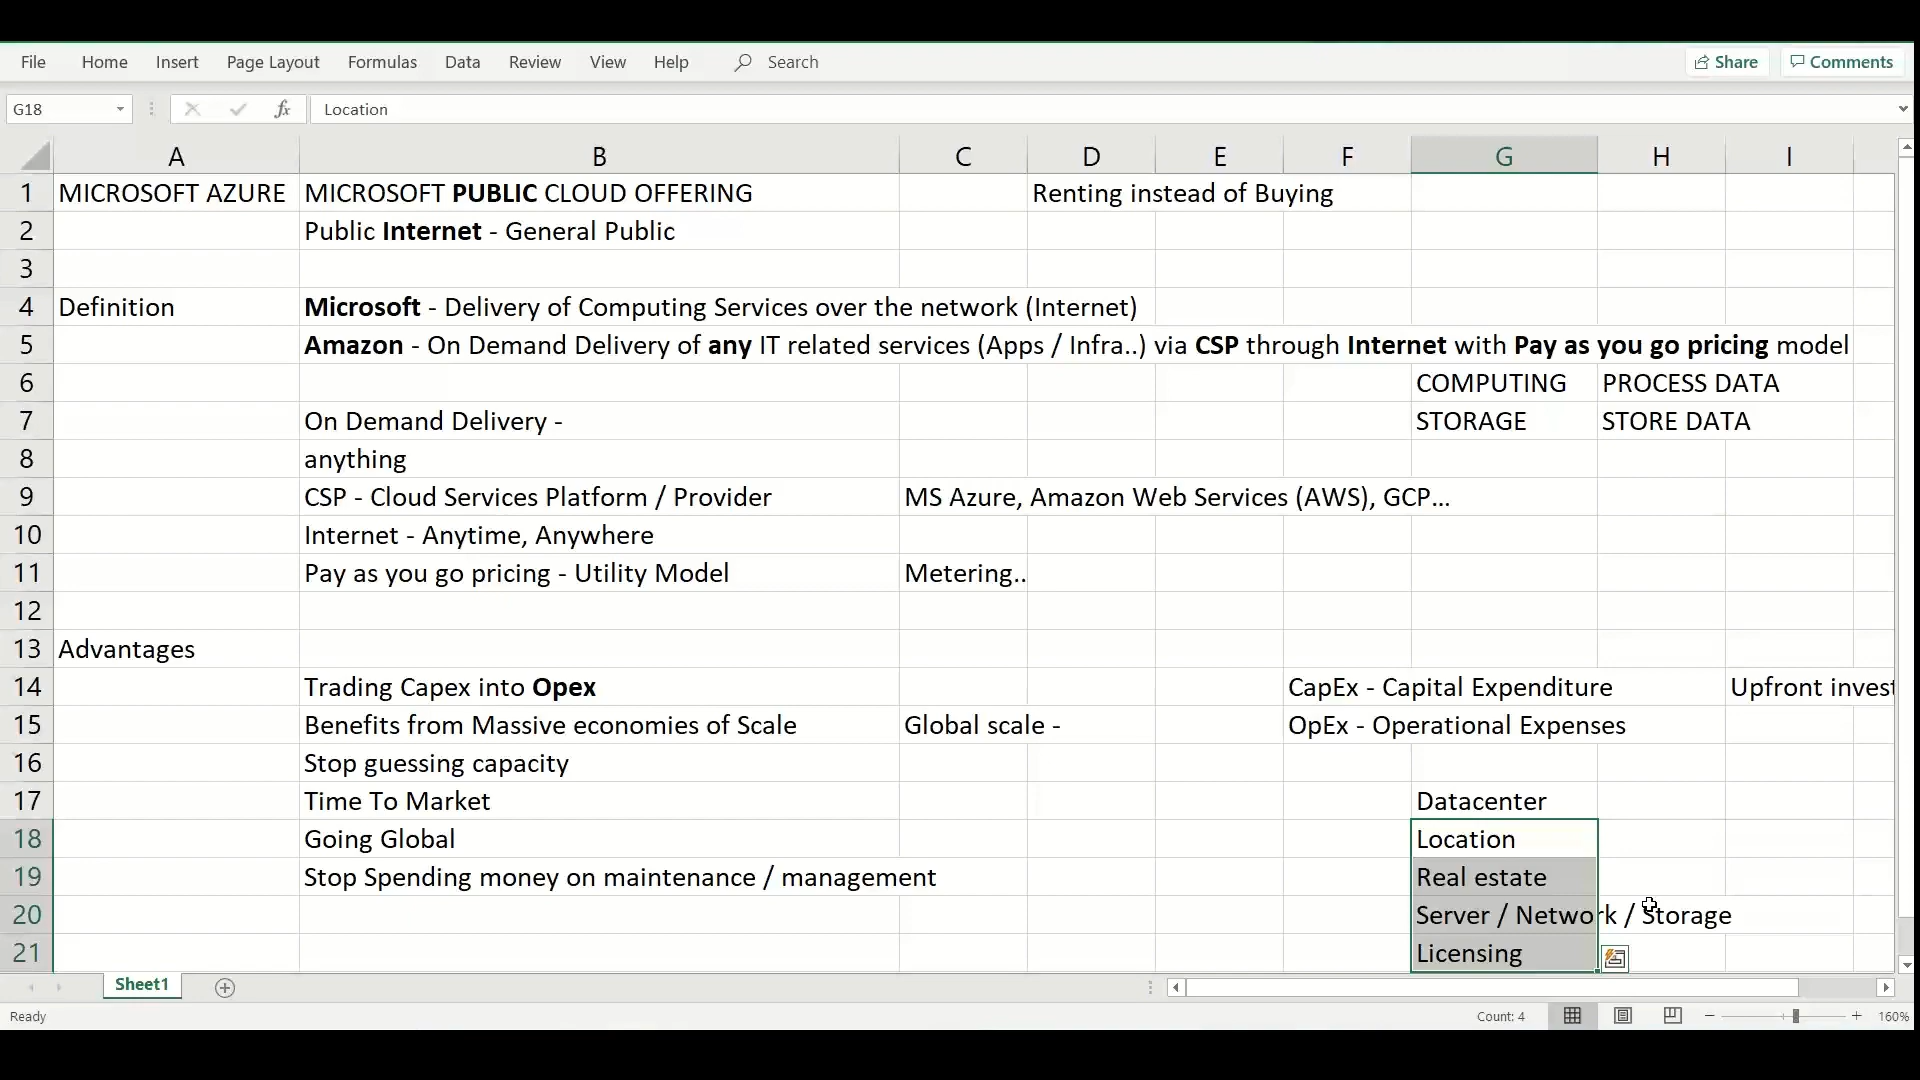 File Home Insert Page Layout Formulas Data Review View Help Search Share Comments
G18 fx Location
A B C D E F G H I
1 MICROSOFT AZURE MICROSOFT PUBLIC CLOUD OFFERING Renting instead of Buying
2 Public Internet - General Public
3
4 Definition Microsoft - Delivery of Computing Services over the network (Internet)
5 Amazon - On Demand Delivery of any IT related services (Apps / Infra..) via CSP through Internet with Pay as you go pricing model
6 COMPUTING PROCESS DATA
7 On Demand Delivery - STORAGE STORE DATA
8 anything
9 CSP - Cloud Services Platform / Provider MS Azure, Amazon Web Services (AWS), GCP...
10 Internet - Anytime, Anywhere
11 Pay as you go pricing - Utility Model Metering..
12
13 Advantages
14 Trading Capex into Opex CapEx - Capital Expenditure Upfront invest
15 Benefits from Massive economies of Scale Global scale - OpEx - Operational Expenses
16 Stop guessing capacity
17 Time To Market Datacenter
18 Going Global Location
19 Stop Spending money on maintenance / management Real estate
20 Server / Network / Storage
21 Licensing
Sheet1
Ready Count: 4 160%